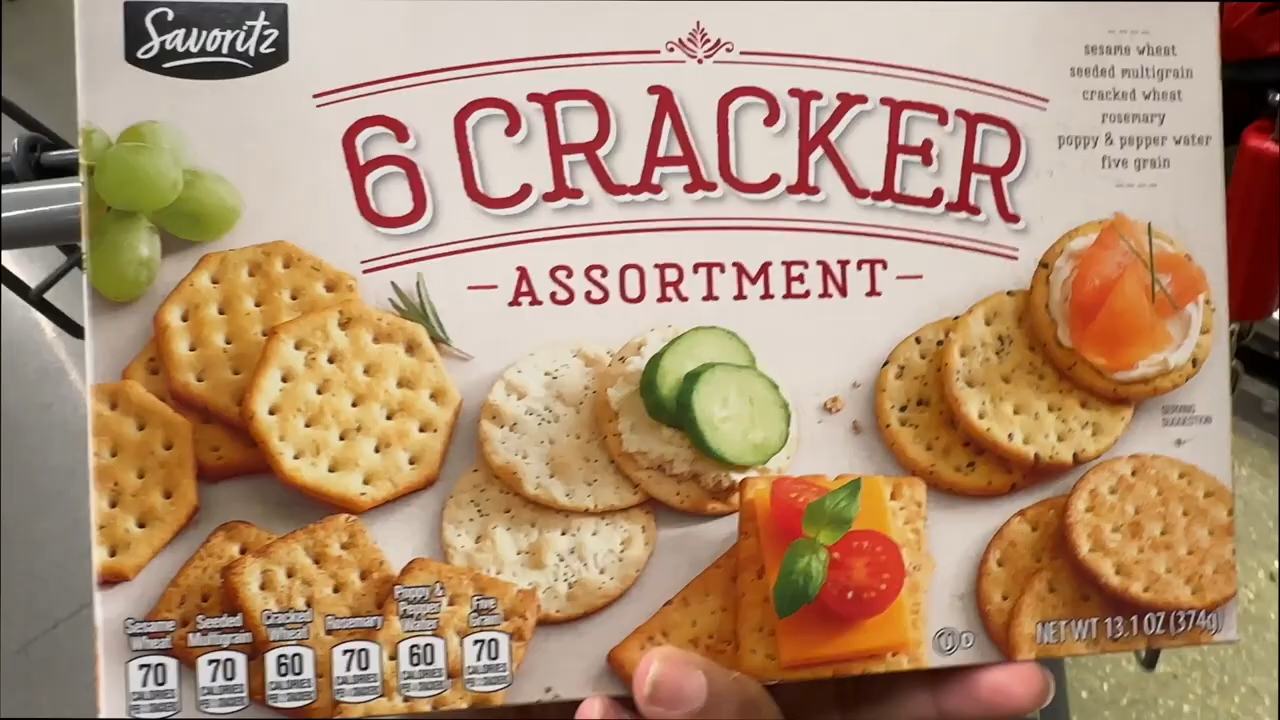 Savoritz
6 CRACKER
-ASSORTMENT-
sesame wheat
seeded multigrain
cracked wheat
rosemary
poppy & pepper water
five grain
SERVING
SUGGESTION
Sesame
Wheat
70
CALORIES
Seeded
Multigrain
70
CALORIES
Cracked
Wheat
60
CALORIES
Rosemary
70
CALORIES
Poppy &
Pepper
Water
60
CALORIES
Five
Grain
70
CALORIES
U D
NET WT 13.1 OZ (374g)